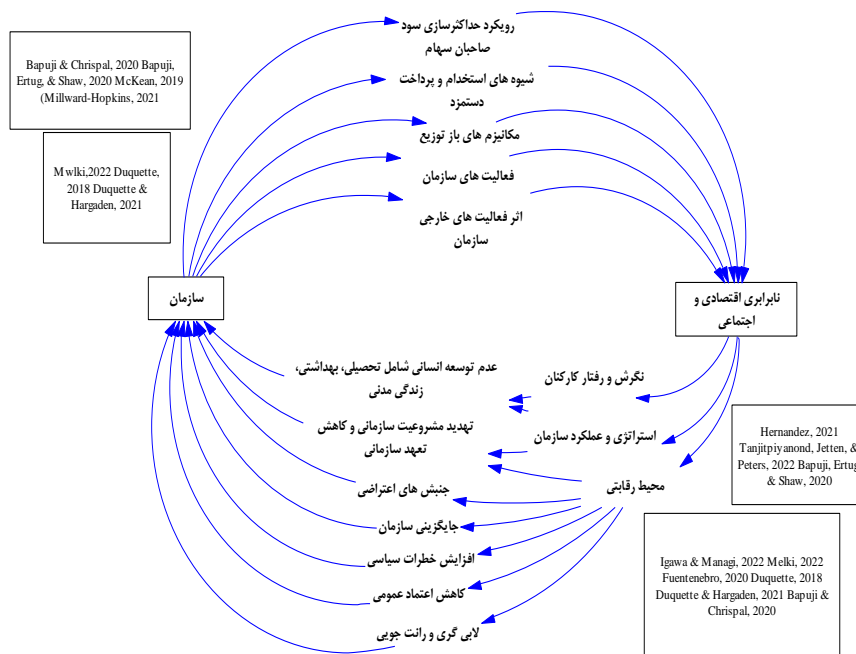 رویکرد حداکثرسازی سود
صاحبان سهام
Bapuji & Chrispal, 2020 Bapuji,
Ertug, & Shaw, 2020 McKean, 2019
(Millward-Hopkins, 2021
شیوه های استخدام و پرداخت
دستمزد
مکانیزم های باز توزیع
Mwlki,2022 Duquette,
2018 Duquette &
Hargaden, 2021
فعالیت های سازمان
اثر فعالیت های خارجی
سازمان
سازمان
نابرابری اقتصادی و
اجتماعی
عدم توسعه انسانی شامل تحصیلی، بهداشتی،
زندگی مدنی
نگرش و رفتار کارکنان
تهدید مشروعیت سازمانی و کاهش
تعهد سازمانی
استراتژی و عملکرد سازمان
Hernandez, 2021
Tanjitpiyanond, Jetten, &
Peters, 2022 Bapuji, Ertug,
& Shaw, 2020
محیط رقابتی
جنبش های اعتراضی
جایگزینی سازمان
افزایش خطرات سیاسی
کاهش اعتماد عمومی
لابی گری و رانت جویی
Igawa & Managi, 2022 Melki, 2022
Fuentenebro, 2020 Duquette, 2018
Duquette & Hargaden, 2021 Bapuji &
Chrispal, 2020